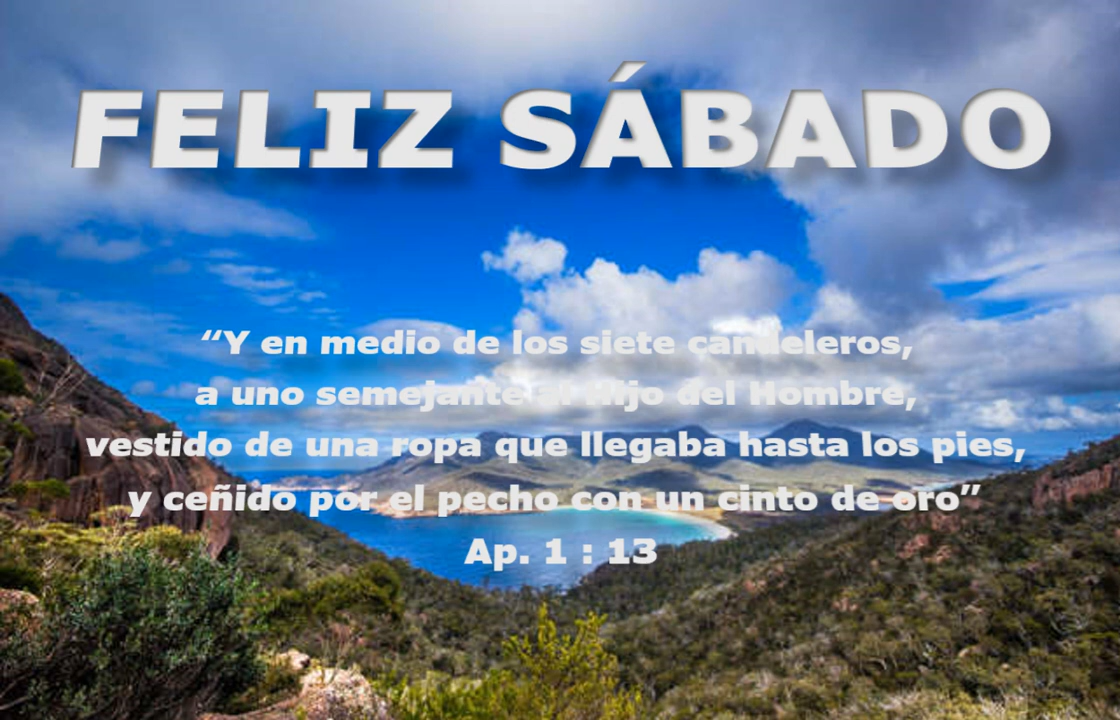 FELIZ SÁBADO
“Y en medio de los siete candeleros,
a uno semejante al Hijo del Hombre,
vestido de una ropa que llegaba hasta los pies,
y ceñido por el pecho con un cinto de oro”
Ap. 1 : 13